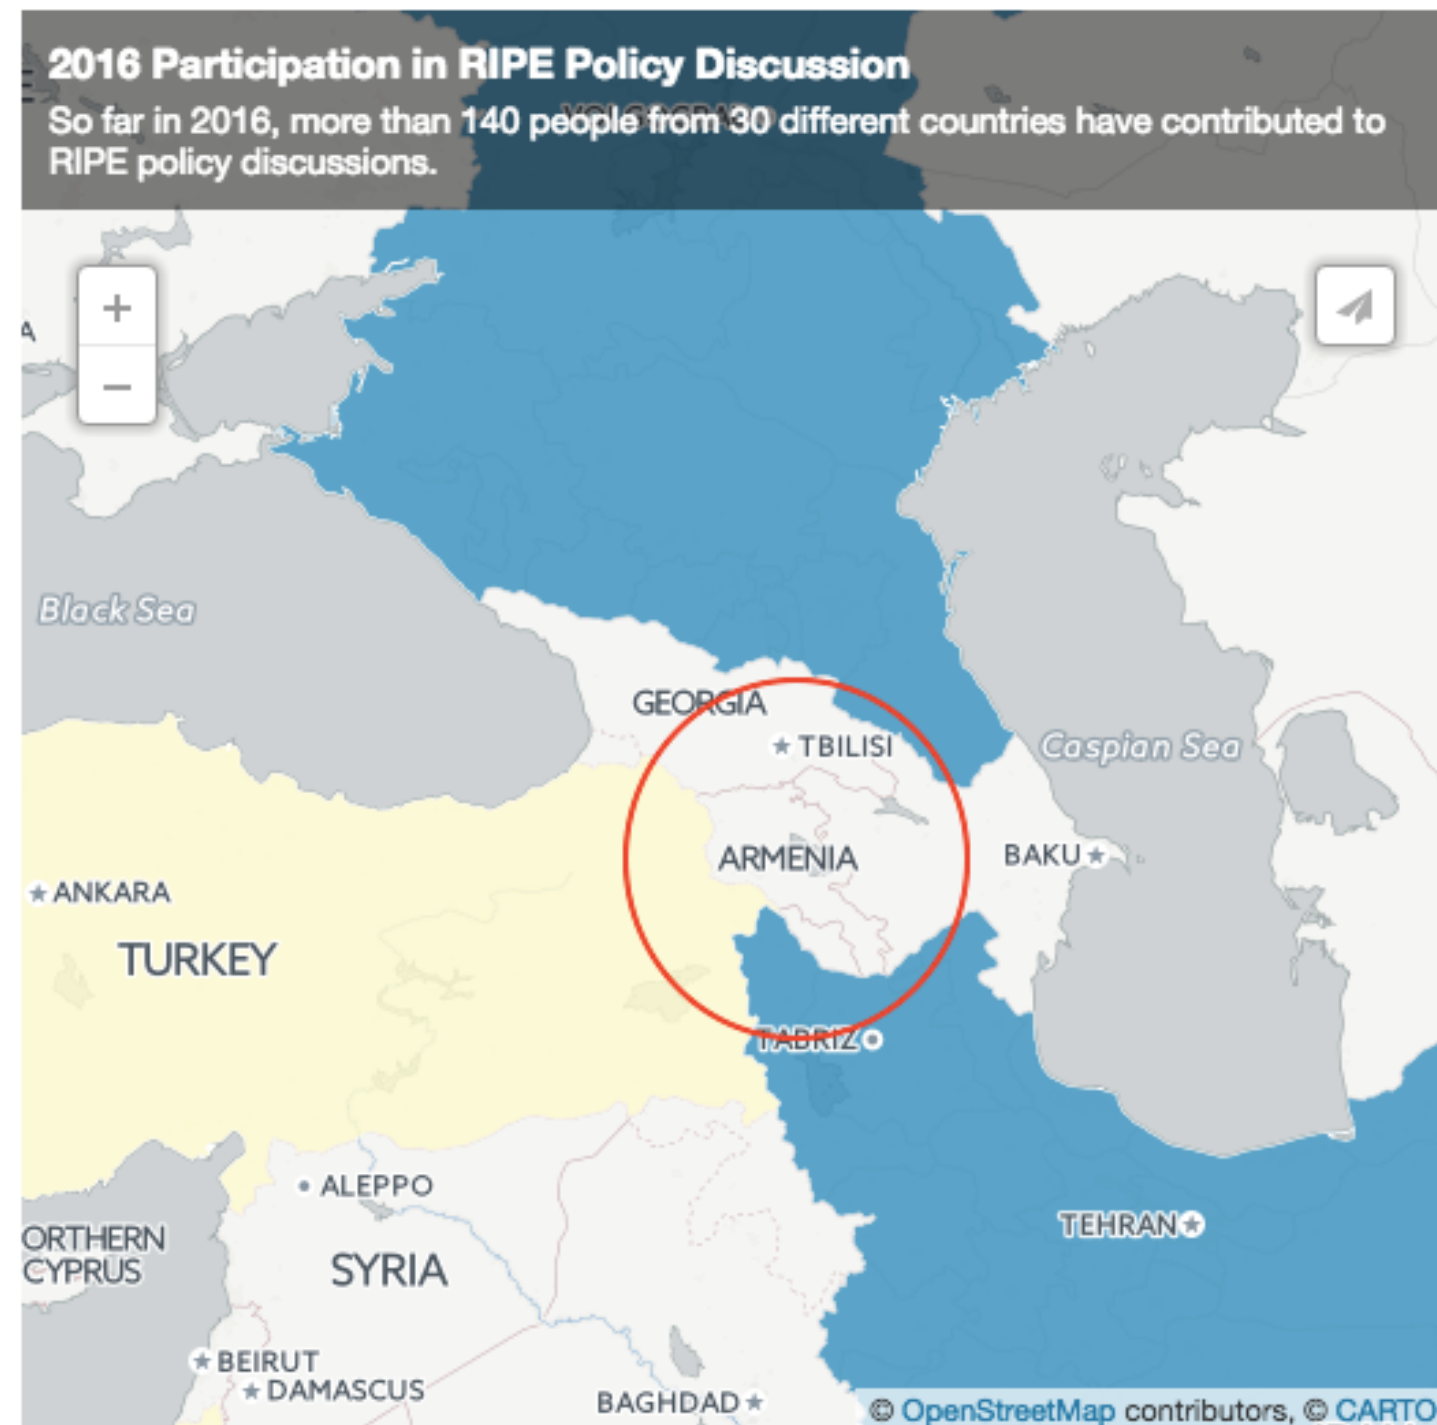 2016 Participation in RIPE Policy Discussion
So far in 2016, more than 140 people from 30 different countries have contributed to
RIPE policy discussions.
VOLGOGRAD
+
−
A
Black Sea
GEORGIA
TBILISI
Caspian Sea
ARMENIA
BAKU
ANKARA
TURKEY
TABRIZ
ALEPPO
TEHRAN
ORTHERN
CYPRUS
SYRIA
BEIRUT
DAMASCUS
BAGHDAD
© OpenStreetMap contributors, © CARTO